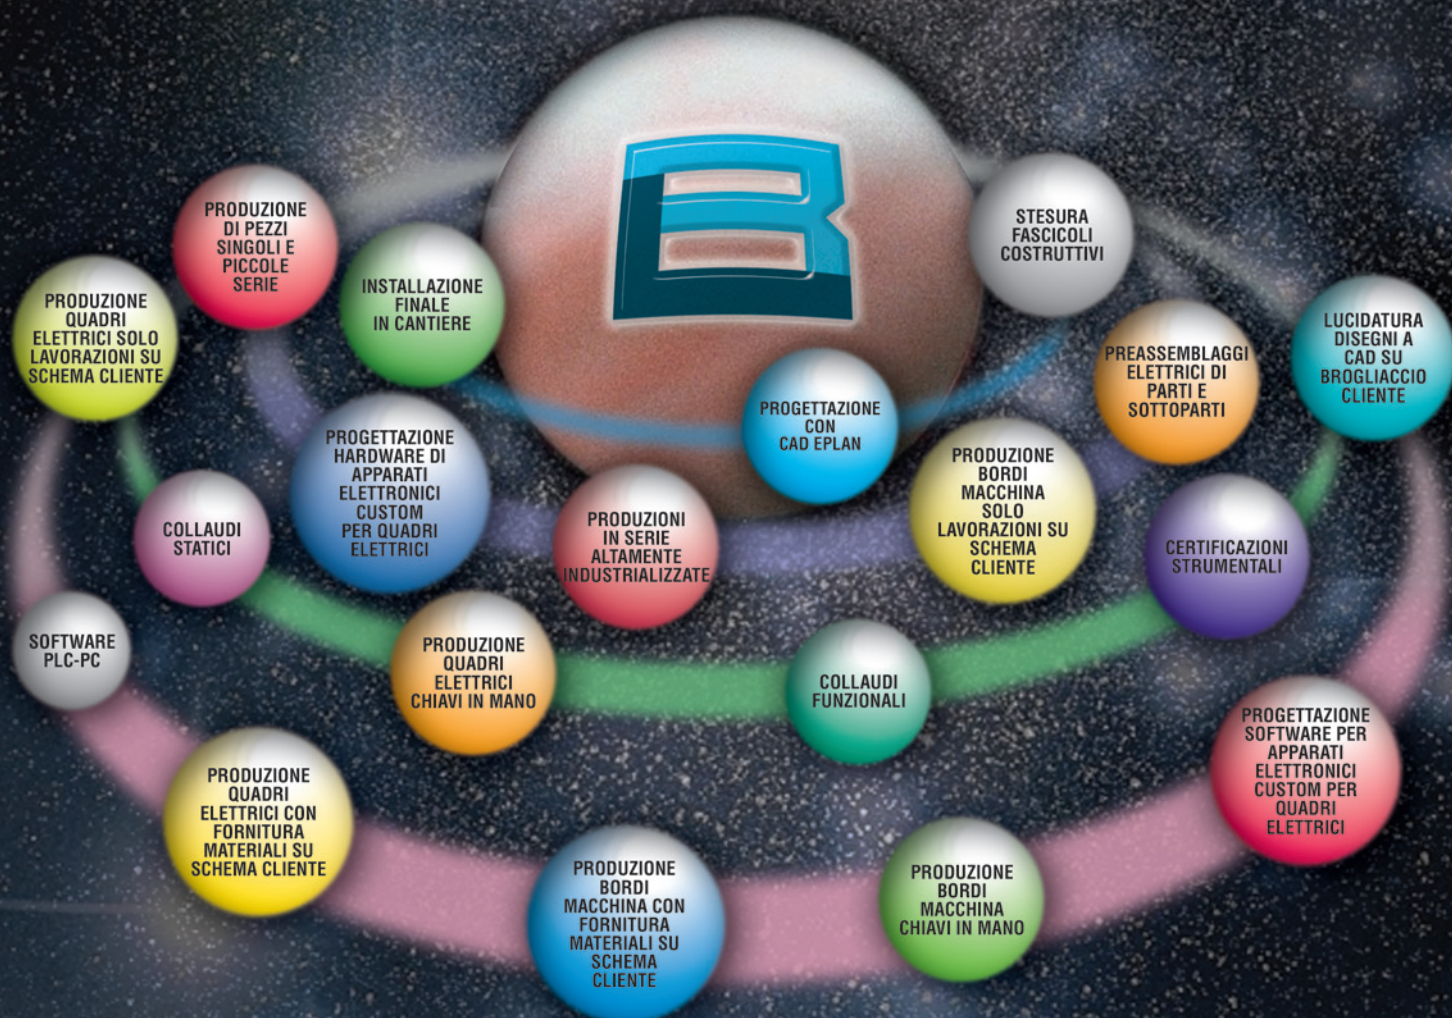 B
PRODUZIONE
DI PEZZI
SINGOLI E
PICCOLE
SERIE
STESURA
FASCICOLI
COSTRUTTIVI
INSTALLAZIONE
FINALE
IN CANTIERE
PRODUZIONE
QUADRI
ELETTRICI SOLO
LAVORAZIONI SU
SCHEMA CLIENTE
LUCIDATURA
DISEGNI A
CAD SU
BROGLIACCIO
CLIENTE
PREASSEMBLAGGI
ELETTRICI DI
PARTI E
SOTTOPARTI
PROGETTAZIONE
CON
CAD EPLAN
PROGETTAZIONE
HARDWARE DI
APPARATI
ELETTRONICI
CUSTOM
PER QUADRI
ELETTRICI
PRODUZIONE
BORDI
MACCHINA
SOLO
LAVORAZIONI SU
SCHEMA
CLIENTE
COLLAUDI
STATICI
PRODUZIONI
IN SERIE
ALTAMENTE
INDUSTRIALIZZATE
CERTIFICAZIONI
STRUMENTALI
SOFTWARE
PLC-PC
PRODUZIONE
QUADRI
ELETTRICI
CHIAVI IN MANO
COLLAUDI
FUNZIONALI
PROGETTAZIONE
SOFTWARE PER
APPARATI
ELETTRONICI
CUSTOM PER
QUADRI
ELETTRICI
PRODUZIONE
QUADRI
ELETTRICI CON
FORNITURA
MATERIALI SU
SCHEMA CLIENTE
PRODUZIONE
BORDI
MACCHINA CON
FORNITURA
MATERIALI SU
SCHEMA
CLIENTE
PRODUZIONE
BORDI
MACCHINA
CHIAVI IN MANO